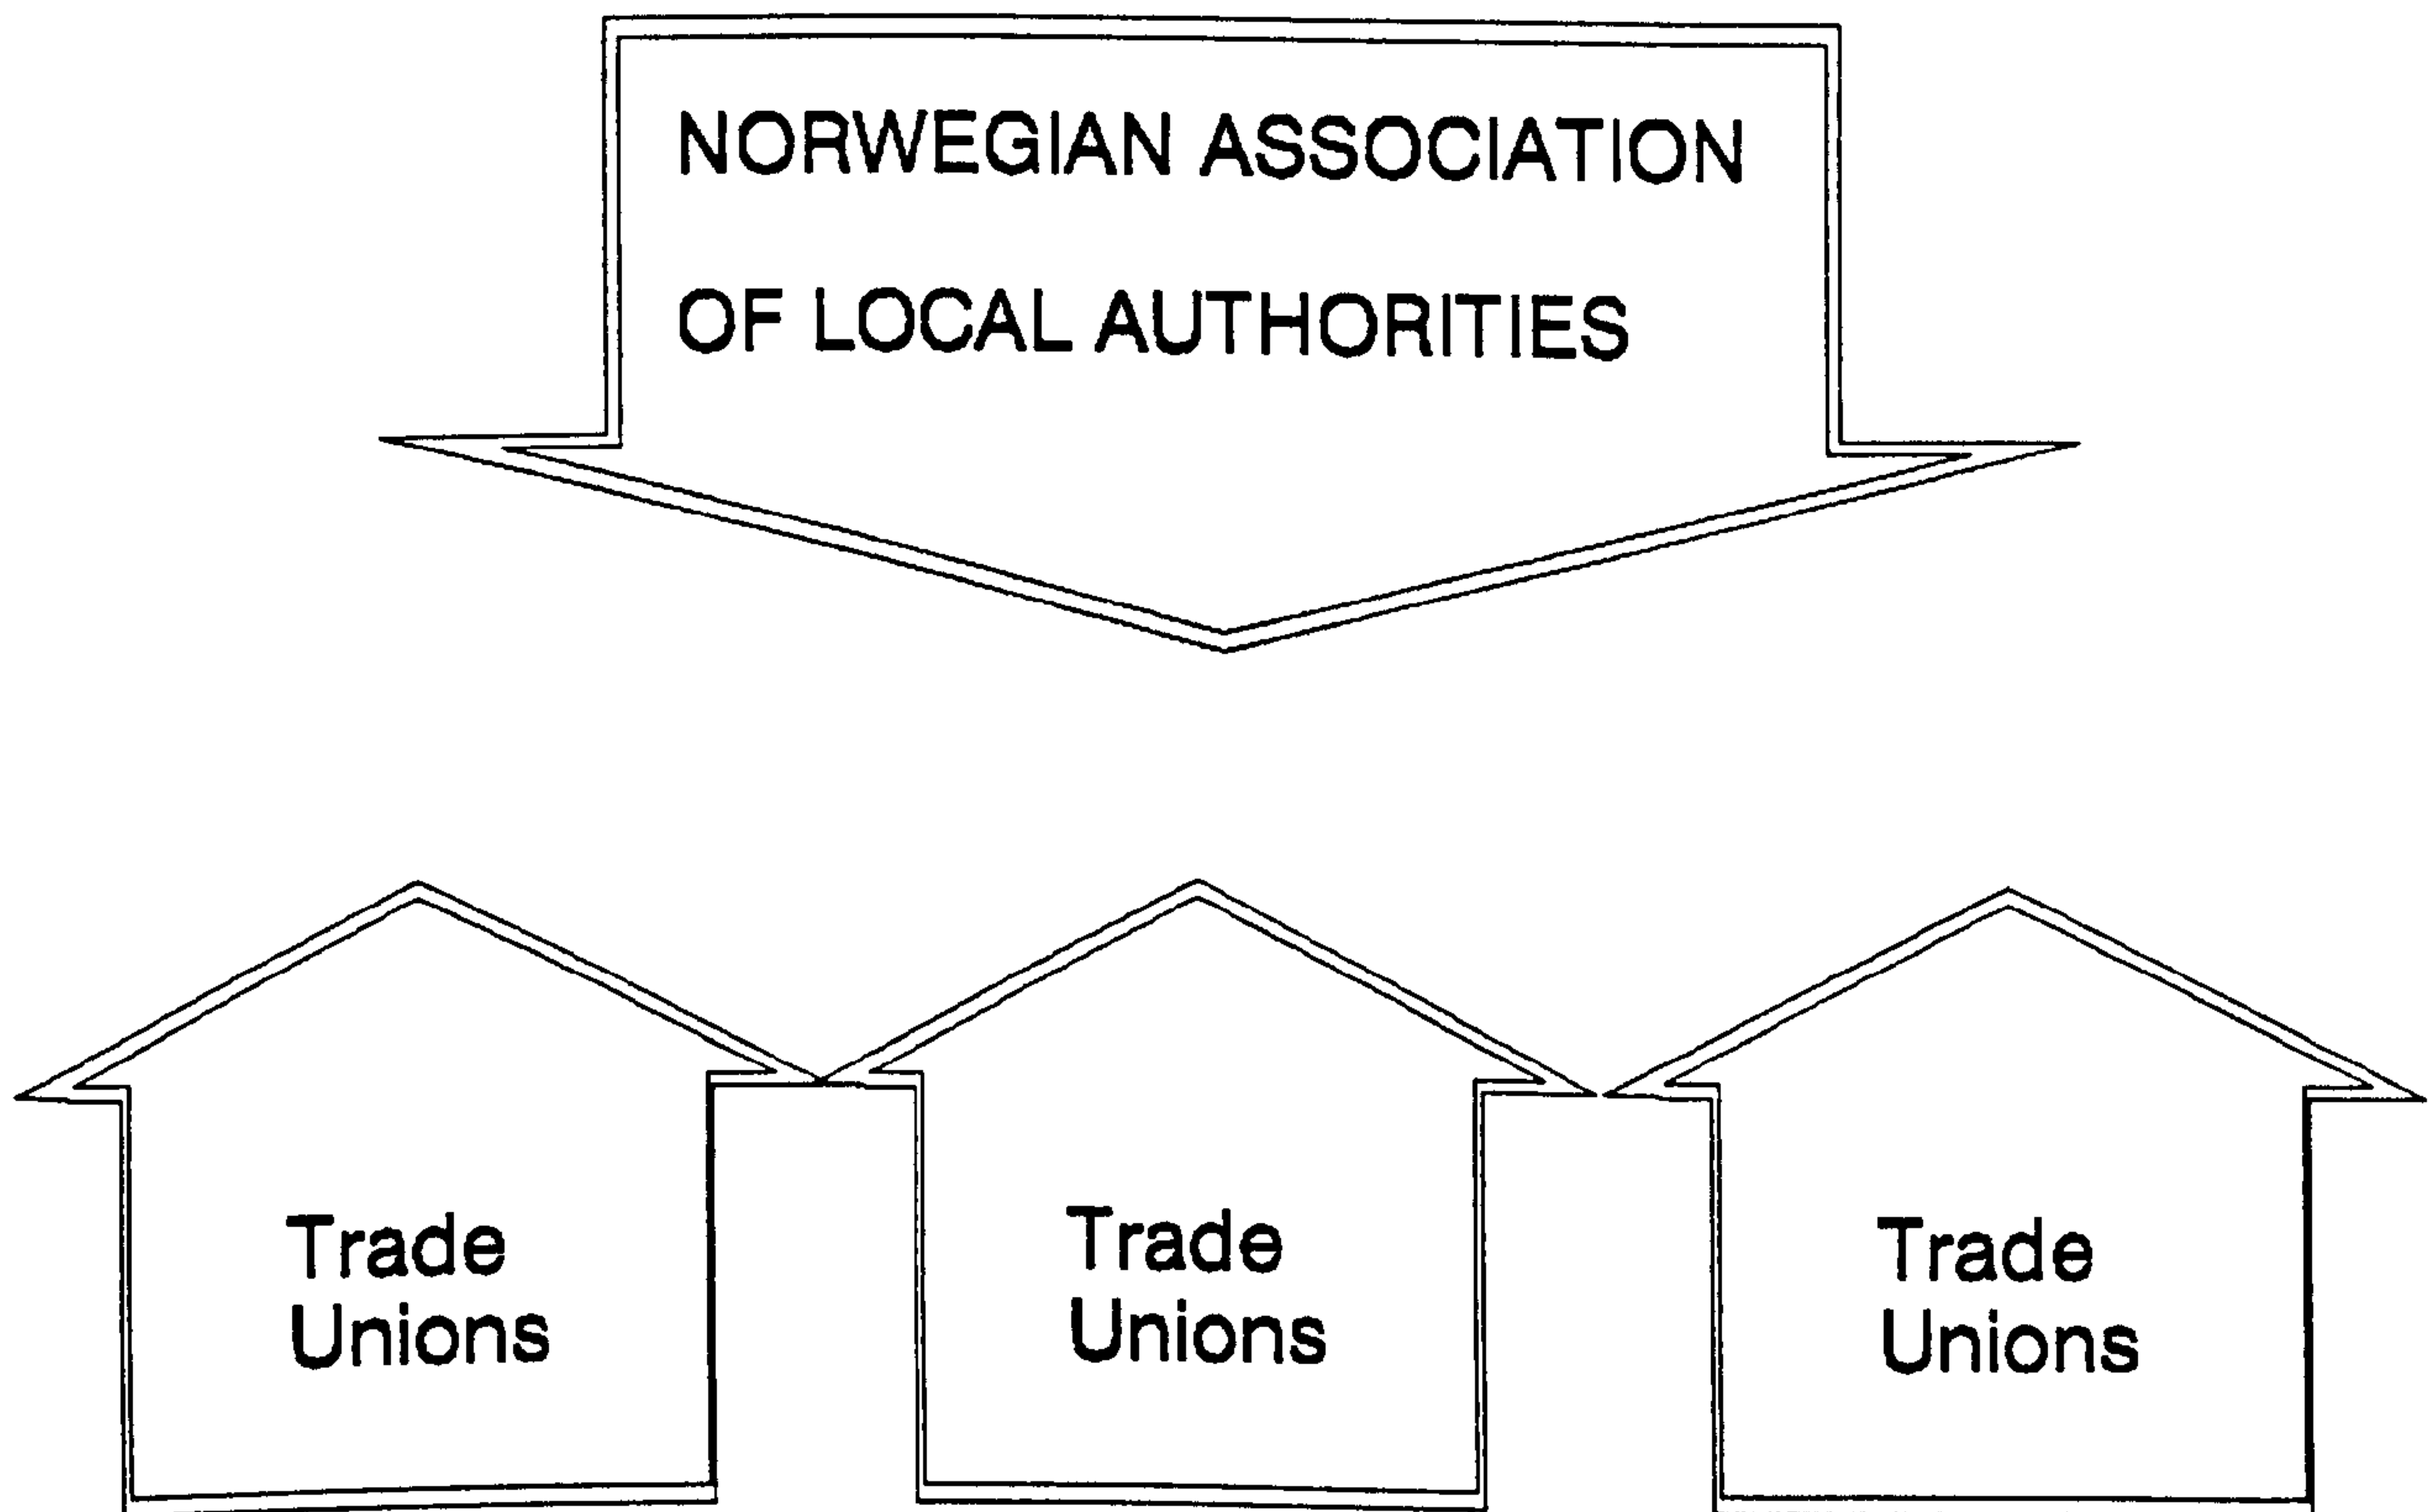 NORWEGIAN ASSOCIATION
OF LOCAL AUTHORITIES
Trade
Unions
Trade
Unions
Trade
Unions